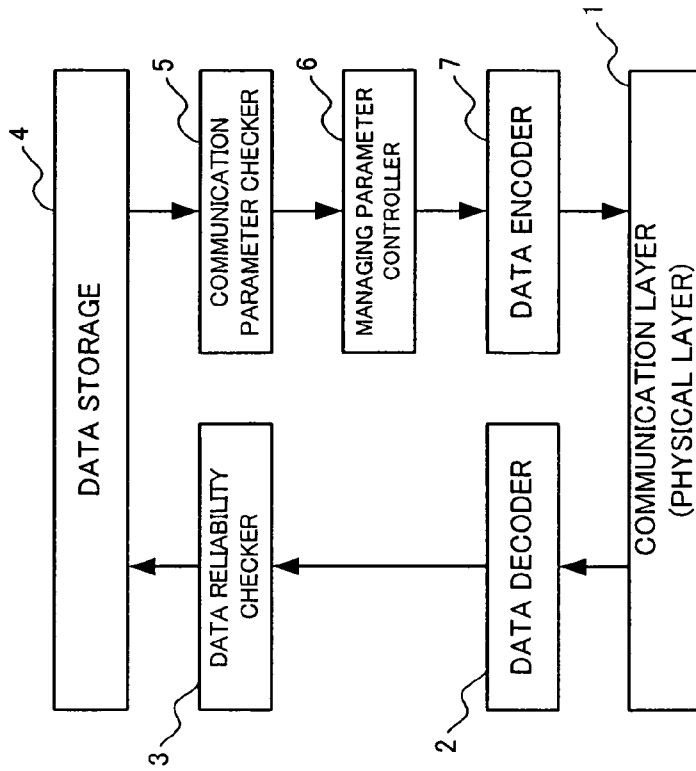 4
DATA STORAGE
5
COMMUNICATION
PARAMETER CHECKER
DATA RELIABILITY
CHECKER
3
6
MANAGING PARAMETER
CONTROLLER
7
DATA ENCODER
DATA DECODER
2
1
COMMUNICATION LAYER
(PHYSICAL LAYER)